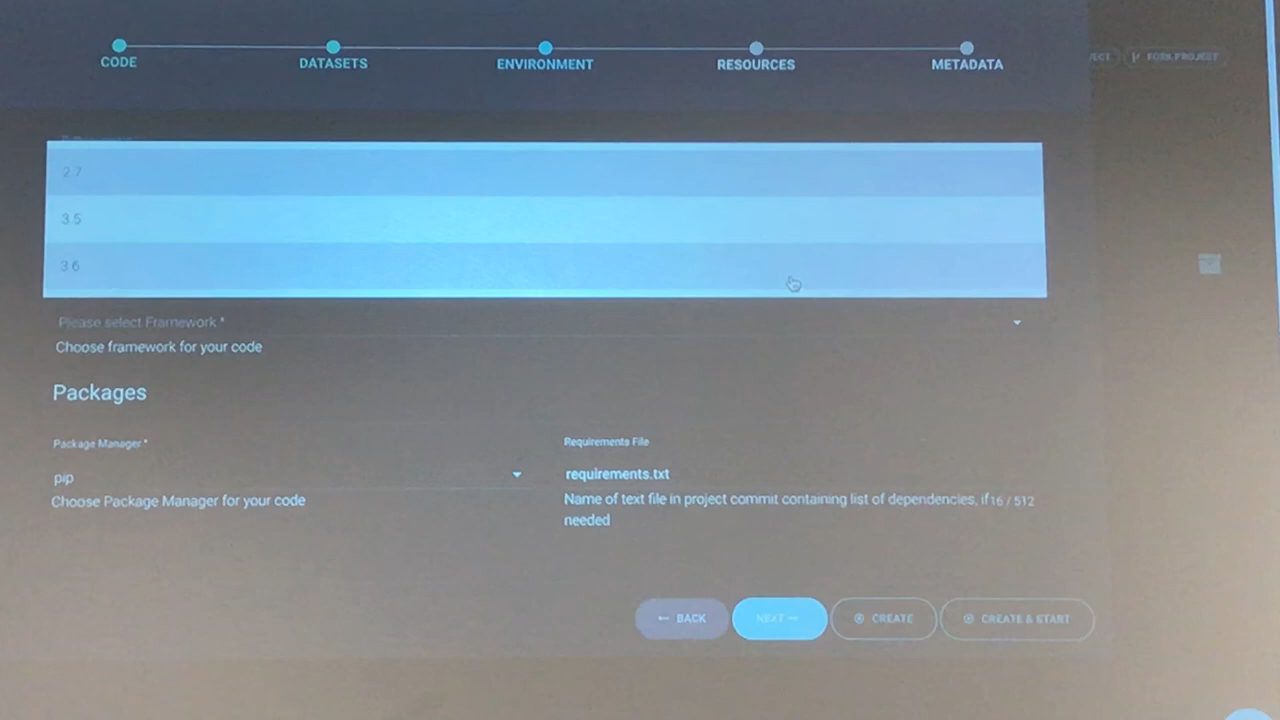 CODE
DATASETS
ENVIRONMENT
RESOURCES
METADATA
FORK PROJECT
2.7
3.5
3.6
Please select Framework *
Choose framework for your code
Packages
Package Manager *
pip
Choose Package Manager for your code
Requirements File
requirements.txt
Name of text file in project commit containing list of dependencies, if 16 / 512
needed
BACK
NEXT
CREATE
CREATE & START